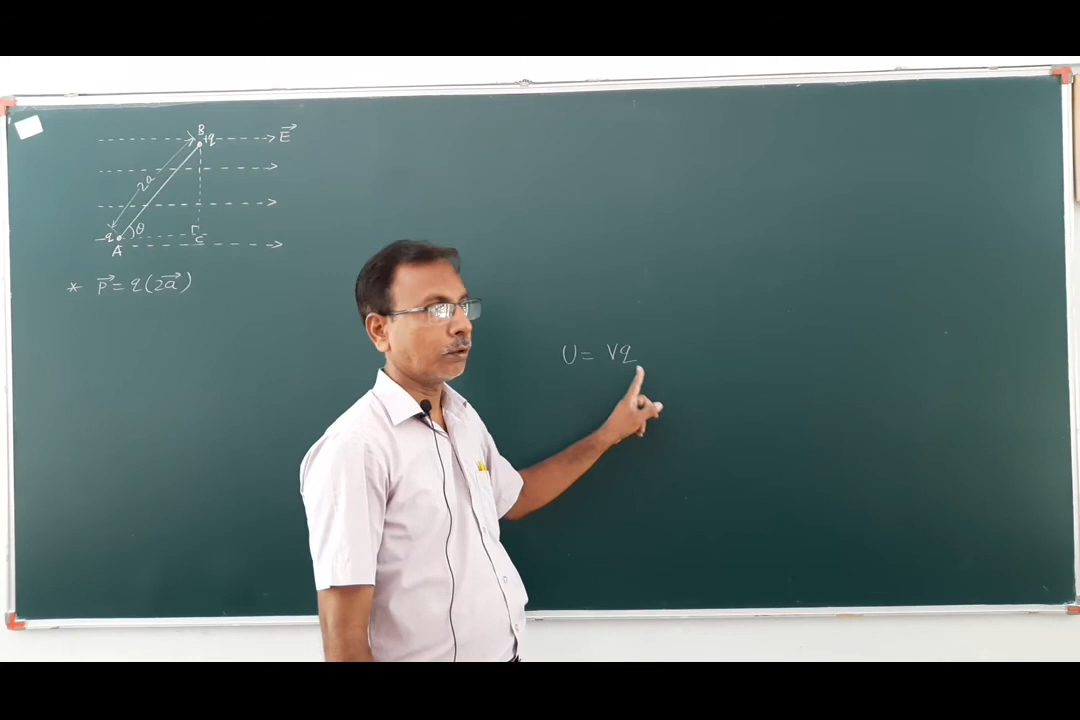 B
+q
E⃗
2a
θ
-q
C
A
* P⃗ = q(2a⃗)
U = Vq